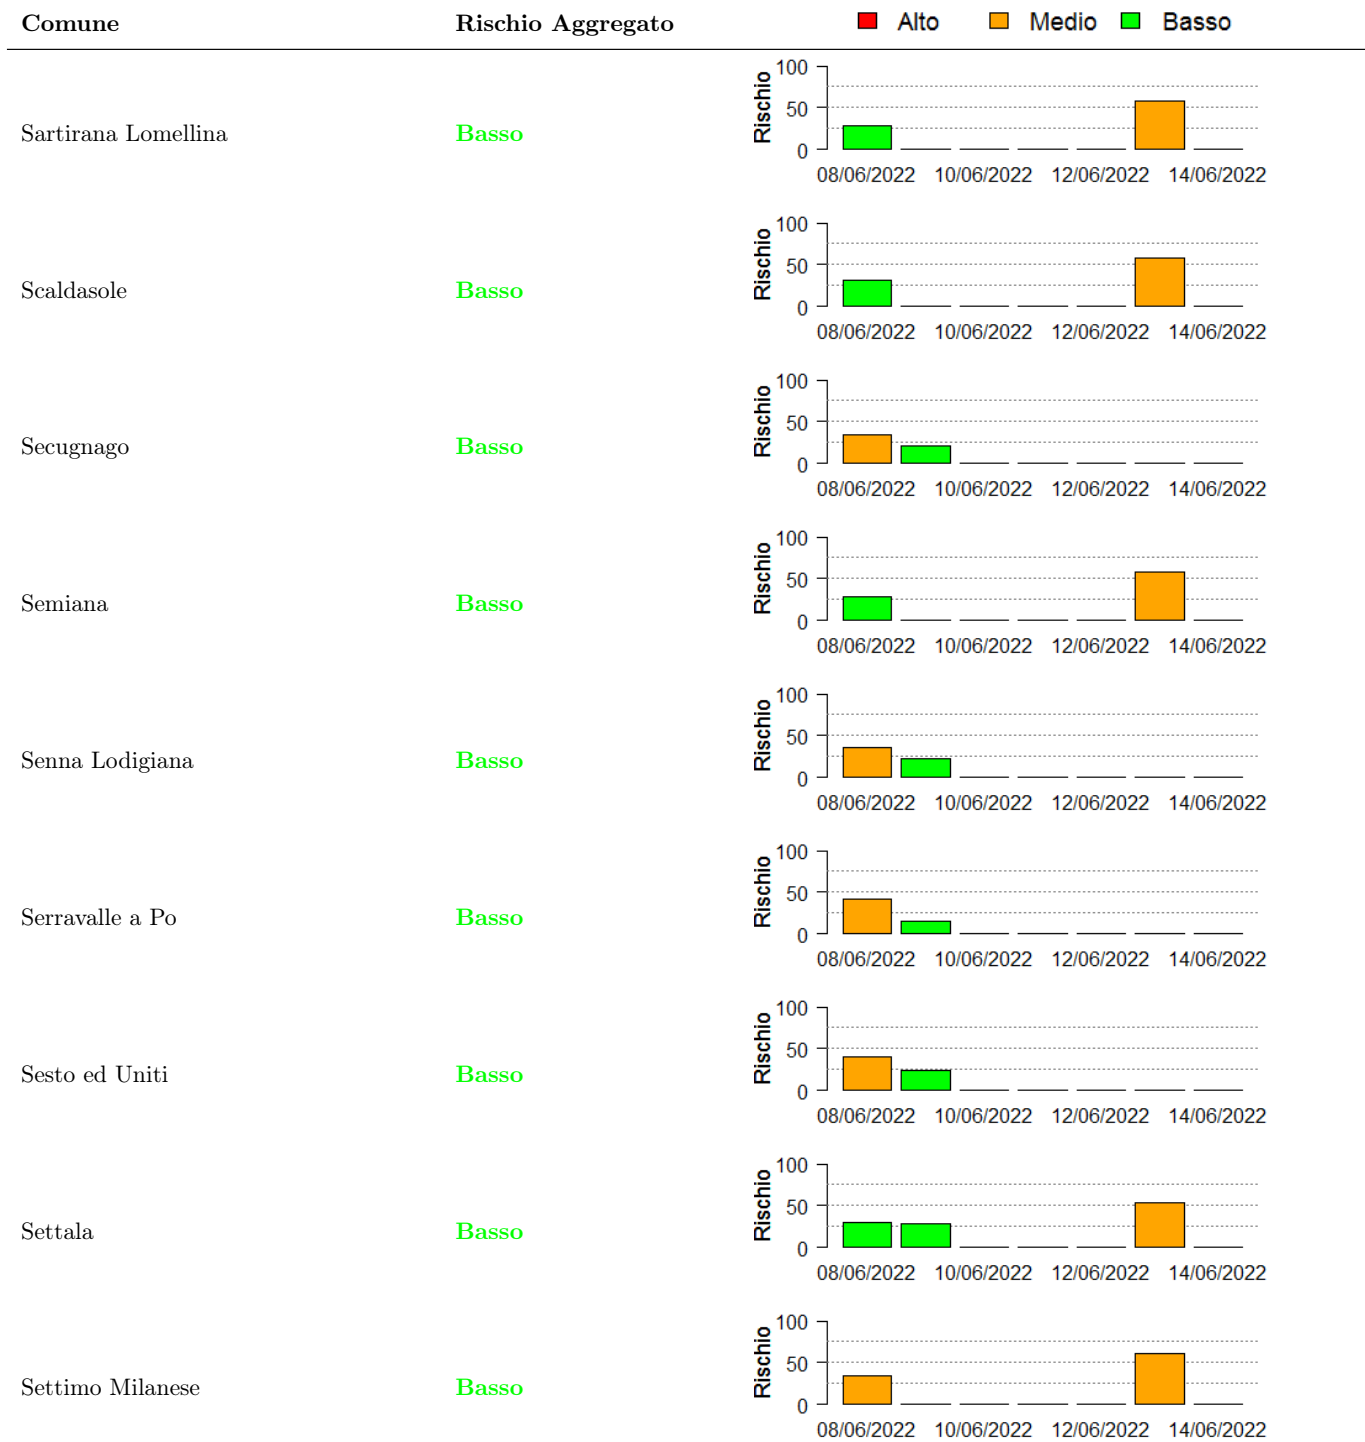 Comune Rischio Aggregato Alto Medio Basso
Sartirana Lomellina Basso Rischio 0 50 100
08/06/2022 10/06/2022 12/06/2022 14/06/2022
Scaldasole Basso Rischio 0 50 100
08/06/2022 10/06/2022 12/06/2022 14/06/2022
Secugnago Basso Rischio 0 50 100
08/06/2022 10/06/2022 12/06/2022 14/06/2022
Semiana Basso Rischio 0 50 100
08/06/2022 10/06/2022 12/06/2022 14/06/2022
Senna Lodigiana Basso Rischio 0 50 100
08/06/2022 10/06/2022 12/06/2022 14/06/2022
Serravalle a Po Basso Rischio 0 50 100
08/06/2022 10/06/2022 12/06/2022 14/06/2022
Sesto ed Uniti Basso Rischio 0 50 100
08/06/2022 10/06/2022 12/06/2022 14/06/2022
Settala Basso Rischio 0 50 100
08/06/2022 10/06/2022 12/06/2022 14/06/2022
Settimo Milanese Basso Rischio 0 50 100
08/06/2022 10/06/2022 12/06/2022 14/06/2022